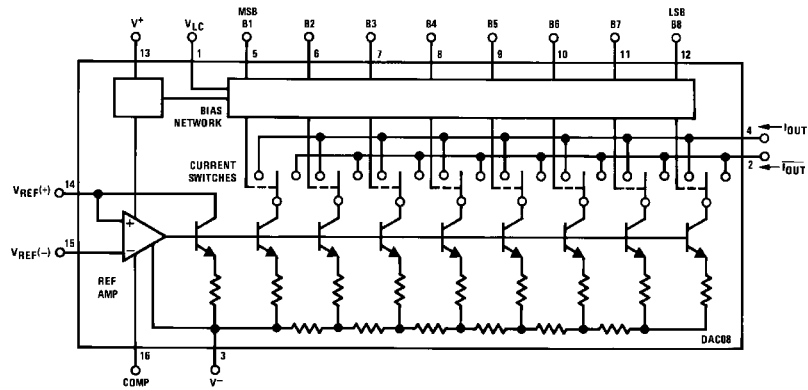 V+
VLC
MSB
B1
B2
B3
B4
B5
B6
B7
LSB
B8
13
1
5
6
7
8
9
10
11
12
BIAS
NETWORK
4
IOUT
CURRENT
SWITCHES
2
IOUT
VREF(+)
14
+
VREF(−)
15
−
REF
AMP
DAC08
16
3
COMP
V−